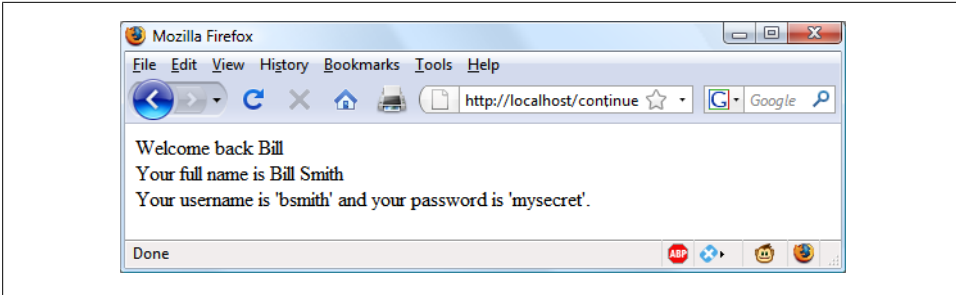 Mozilla Firefox
File Edit View History Bookmarks Tools Help
http://localhost/continue G Google
Welcome back Bill
Your full name is Bill Smith
Your username is 'bsmith' and your password is 'mysecret'.
Done ABP